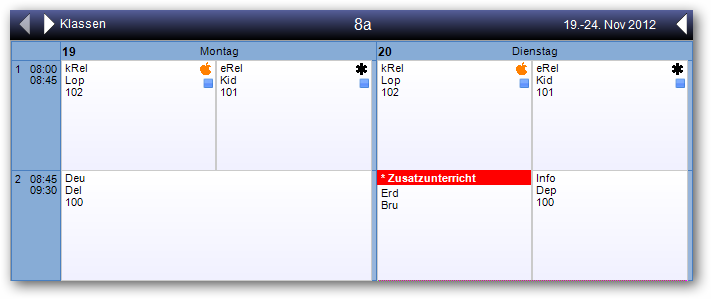 Klassen 8a 19.-24. Nov 2012
19 Montag 20 Dienstag
1 08:00
08:45
kRel
Lop
102
eRel
Kid
101
kRel
Lop
102
eRel
Kid
101
2 08:45
09:30
Deu
Del
100
* Zusatzunterricht
Erd
Bru
Info
Dep
100